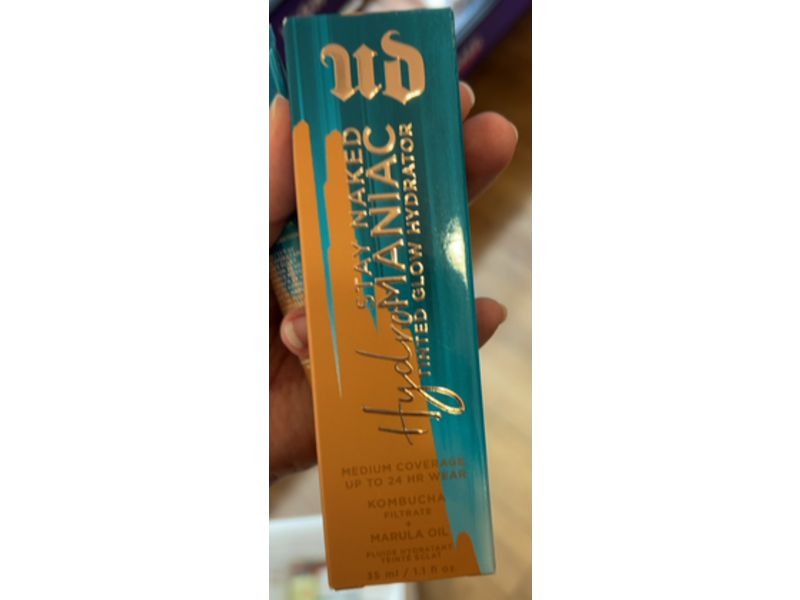 UD
STAY NAKED
HydroMANIAC
TINTED GLOW HYDRATOR
MEDIUM COVERAGE
UP TO 24 HR WEAR
KOMBUCHA
FILTRATE
+
MARULA OIL
FLUIDE HYDRATANT
TEINTÉ ÉCLAT
35 ml / 1.1 fl oz